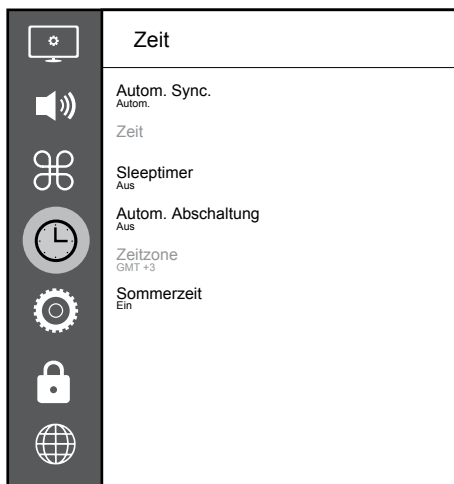 Zeit
Autom. Sync.
Autom.
Zeit
Sleeptimer
Aus
Autom. Abschaltung
Aus
Zeitzone
GMT +3
Sommerzeit
Ein